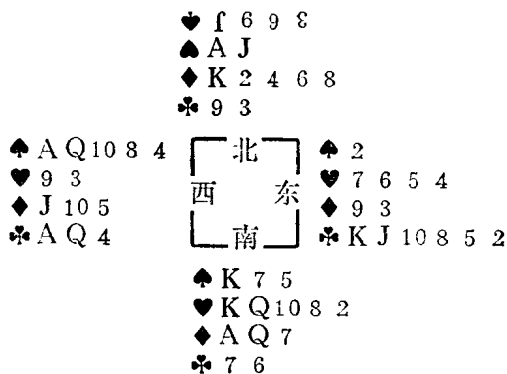 ♠ J 9 6 3
♥ A J
♦ K 2 4 6 8
♣ 9 3
♠ A Q 10 8 4
♥ 9 3
♦ J 10 5
♣ A Q 4
北
西 东
南
♠ 2
♥ 7 6 5 4
♦ 9 3
♣ K J 10 8 5 2
♠ K 7 5
♥ K Q 10 8 2
♦ A Q 7
♣ 7 6